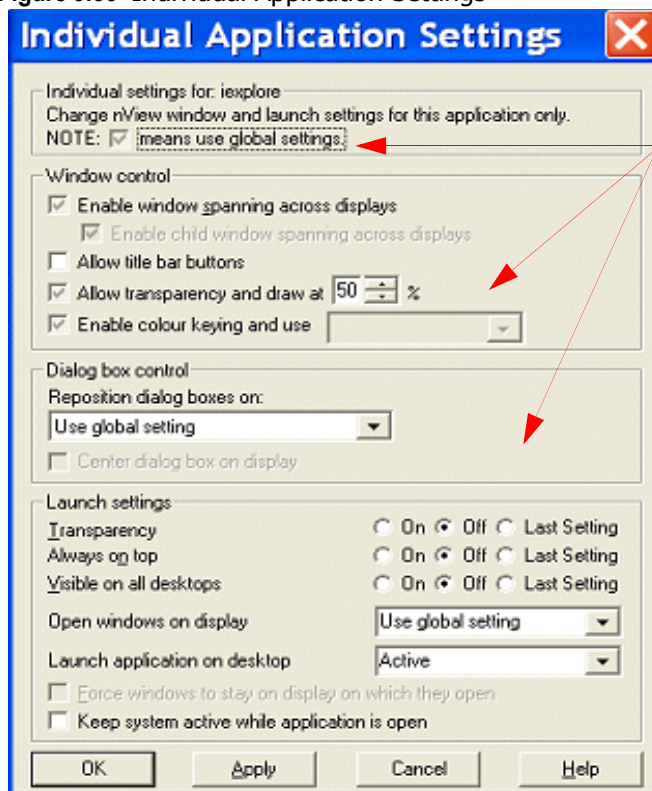 Individual Application Settings
Individual Application Settings
Individual settings for: iexplore
Change nView window and launch settings for this application only.
NOTE: means use global settings.
Window control
Enable window spanning across displays
Enable child window spanning across displays
Allow title bar buttons
Allow transparency and draw at 50 %
Enable colour keying and use
Dialog box control
Reposition dialog boxes on:
Use global setting
Center dialog box on display
Launch settings
Transparency On Off Last Setting
Always on top On Off Last Setting
Visible on all desktops On Off Last Setting
Open windows on display Use global setting
Launch application on desktop Active
Force windows to stay on display on which they open
Keep system active while application is open
OK Apply Cancel Help